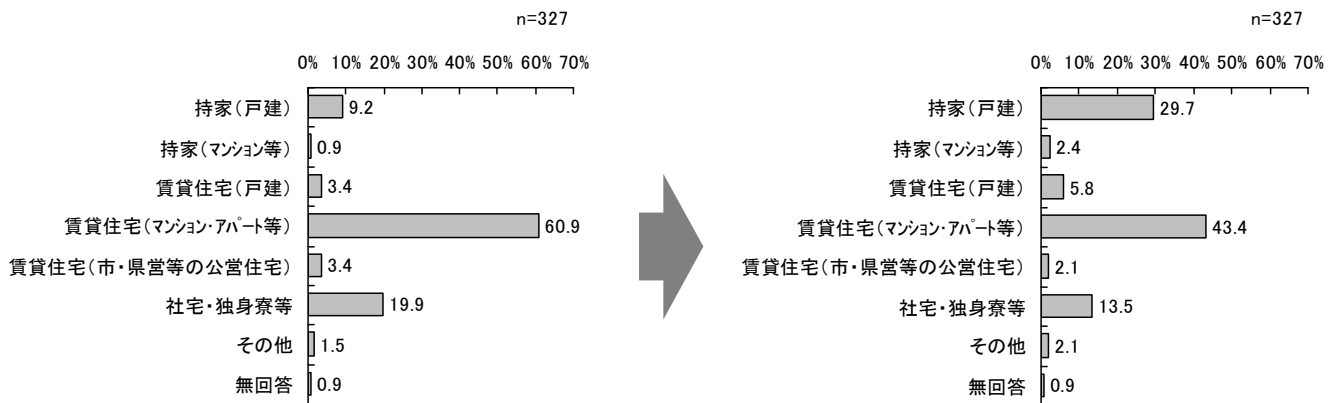 n=327
0% 10% 20% 30% 40% 50% 60% 70%
持家(戸建) 9.2
持家(マンション等) 0.9
賃貸住宅(戸建) 3.4
賃貸住宅(マンション・アパート等) 60.9
賃貸住宅(市・県営等の公営住宅) 3.4
社宅・独身寮等 19.9
その他 1.5
無回答 0.9
n=327
0% 10% 20% 30% 40% 50% 60% 70%
持家(戸建) 29.7
持家(マンション等) 2.4
賃貸住宅(戸建) 5.8
賃貸住宅(マンション・アパート等) 43.4
賃貸住宅(市・県営等の公営住宅) 2.1
社宅・独身寮等 13.5
その他 2.1
無回答 0.9